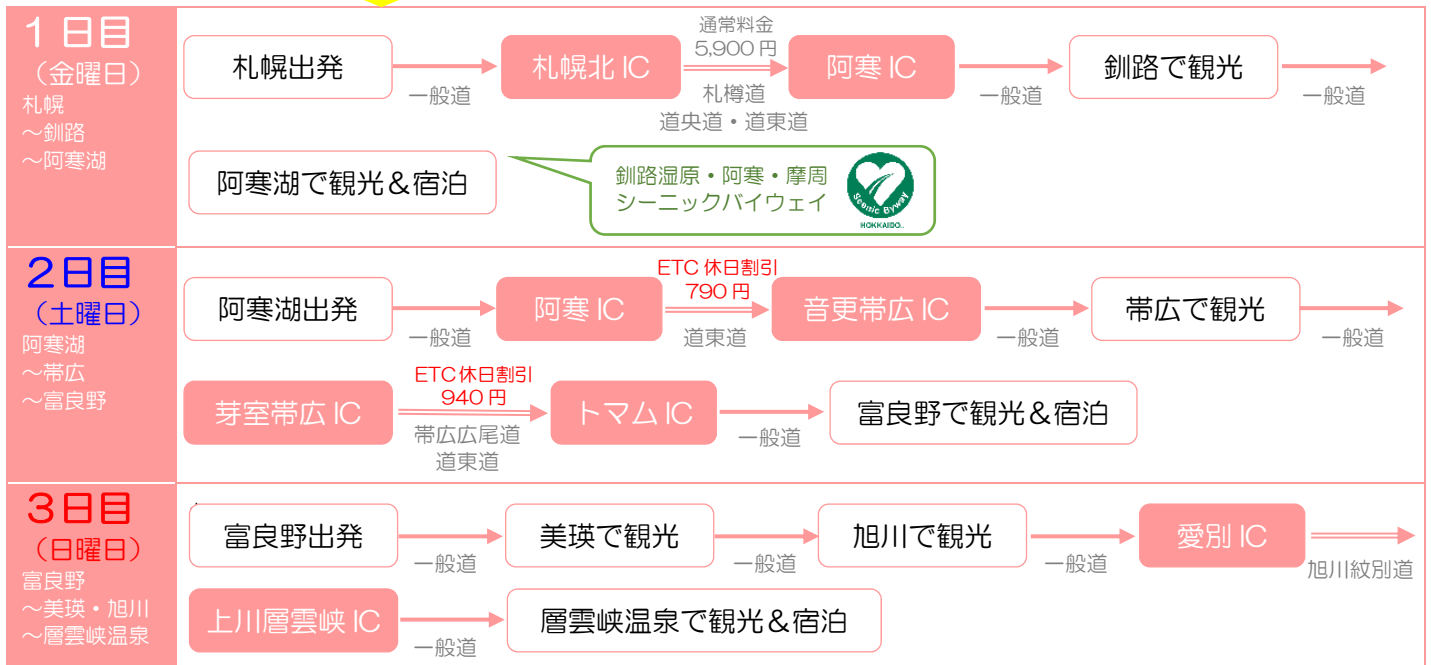 1日目
（金曜日）
札幌
～釧路
～阿寒湖
札幌出発
一般道
札幌北 IC
通常料金
5,900 円
札樽道
道央道・道東道
阿寒 IC
一般道
釧路で観光
一般道
阿寒湖で観光＆宿泊
釧路湿原・阿寒・摩周
シーニックバイウェイ
Scenic Byway
HOKKAIDO
2日目
（土曜日）
阿寒湖
～帯広
～富良野
阿寒湖出発
一般道
阿寒 IC
ETC 休日割引
790 円
道東道
音更帯広 IC
一般道
帯広で観光
一般道
芽室帯広 IC
ETC 休日割引
940 円
帯広広尾道
道東道
トマム IC
一般道
富良野で観光＆宿泊
3日目
（日曜日）
富良野
～美瑛・旭川
～層雲峡温泉
富良野出発
一般道
美瑛で観光
一般道
旭川で観光
一般道
愛別 IC
旭川紋別道
上川層雲峡 IC
一般道
層雲峡温泉で観光＆宿泊